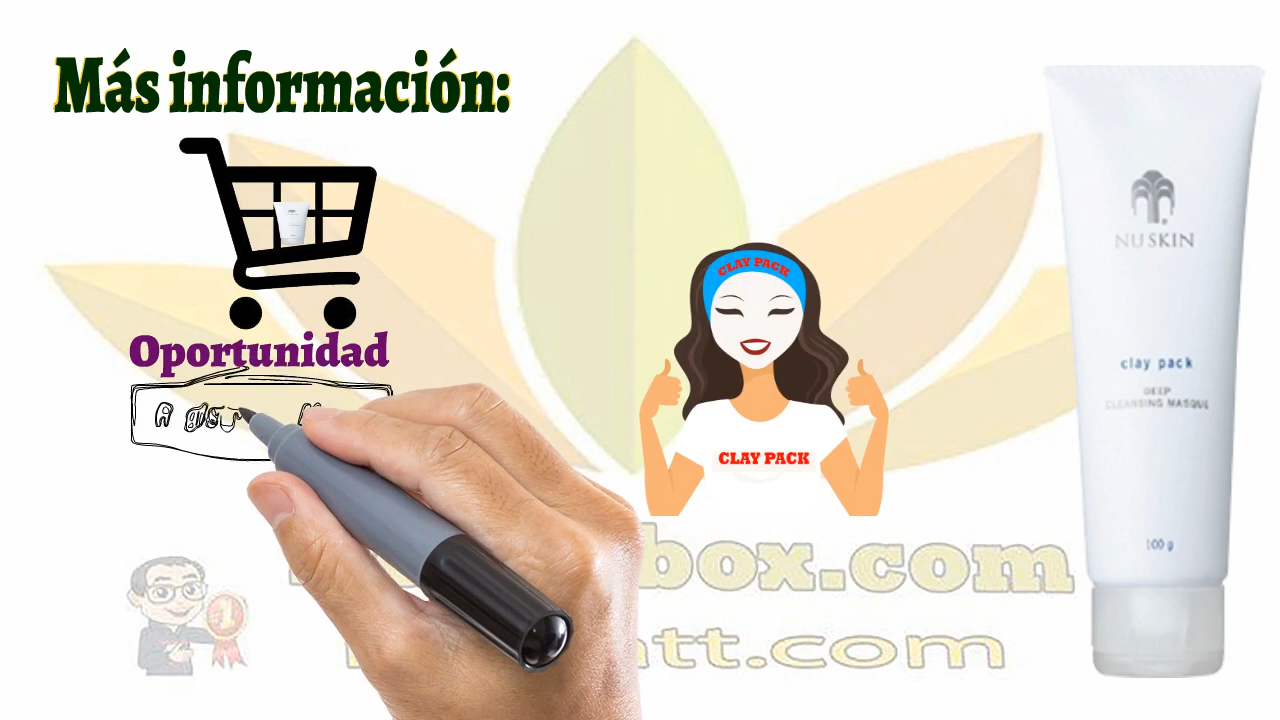 Más información:
Oportunidad
CLAY PACK
CLAY PACK
NU SKIN
clay pack
DEEP
CLEANSING MASQUE
100 g
box.com
tt.com
1